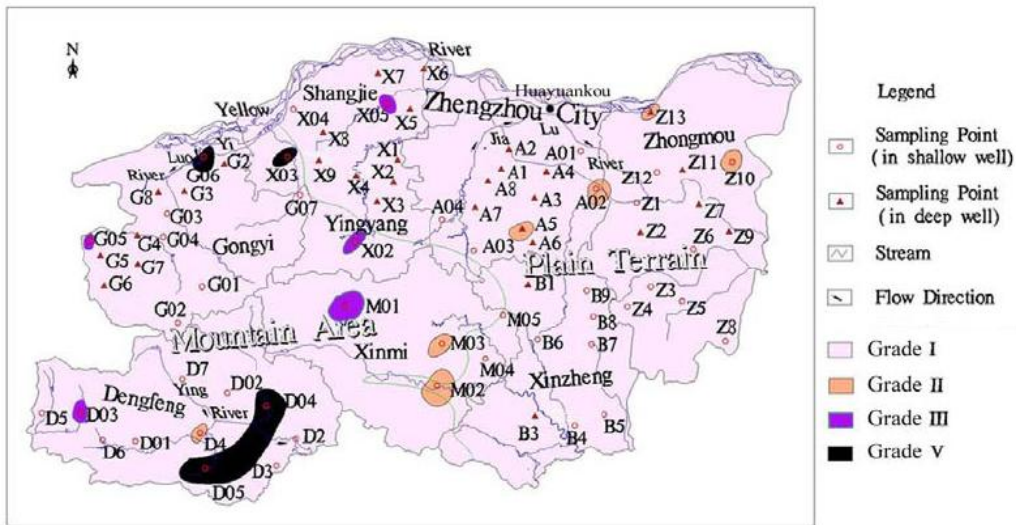 N
River
X7
X6
Shangjie
Huayuankou
Yellow
X05
X5
Zhengzhou
City
Z13
X04
Lu
Zhongmou
Yi
X8
X1
Jia
A2
A01
Luo
G2
River
Z11
G06
X03
X9
X2
A1
A4
Z12
Z10
River
X4
A8
G8
G3
G07
X3
A3
A02
Z1
Z7
G03
A04
A7
Yingyang
A5
G05
G4
G04
Gongyi
X02
A03
A6
Z2
Z6
Z9
G5
G7
Plain Terrain
G6
G01
B1
B9
Z3
M01
Z4
Z5
G02
M05
B8
Mountain Area
Z8
Xinmi
M03
B6
B7
D7
M04
Xinzheng
Ying
D02
M02
Dengfeng
D04
D5
D03
River
B3
B4
B5
D6
D01
D4
D2
D3
D05
Legend
Sampling Point
(in shallow well)
Sampling Point
(in deep well)
Stream
Flow Direction
Grade I
Grade II
Grade III
Grade V